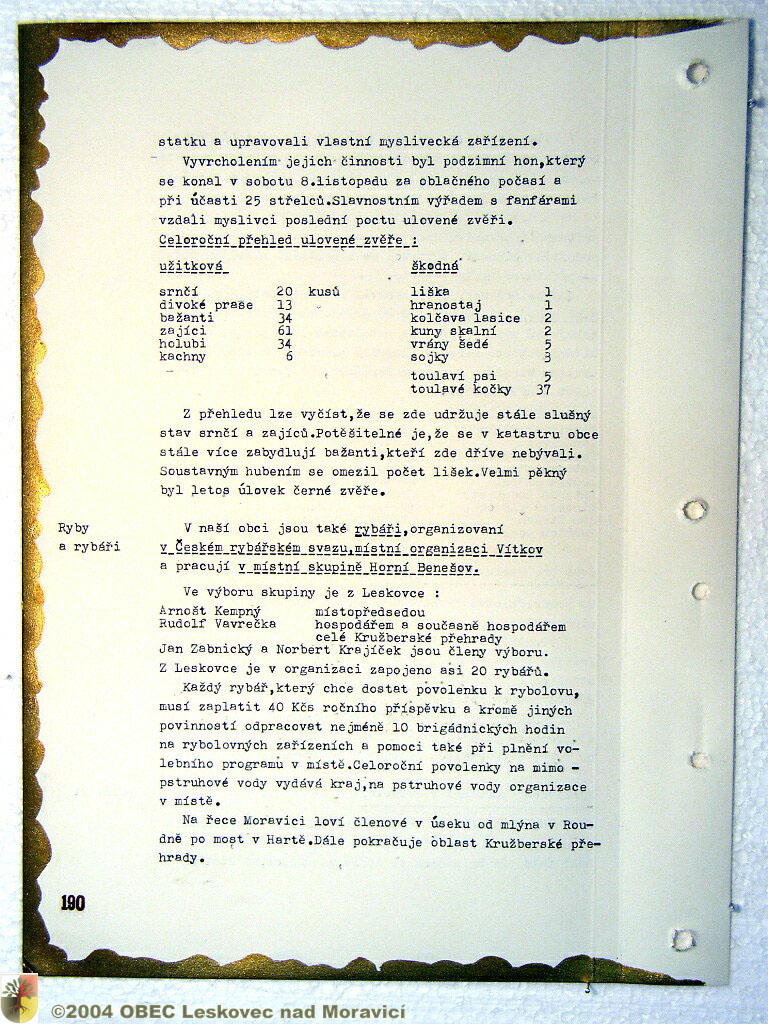 statku a upravovali vlastní myslivecká zařízení.
Vyvrcholením jejich činnosti byl podzimní hon,který
se konal v sobotu 8.listopadu za oblačného počasí a
při účasti 25 střelců.Slavnostním výřadem s fanfárami
vzdali myslivci poslední poctu ulovené zvěři.
Celoroční přehled ulovené zvěře :
užitková škodná
srnčí 20 kusů liška 1
divoké prase 13 hranostaj 1
bažanti 34 kolčava lasice 2
zajíci 61 kuny skalní 2
holubi 34 vrány šedé 5
kachny 6 sojky 3
toulaví psi 5
toulavé kočky 37
Z přehledu lze vyčíst,že se zde udržuje stále slušný
stav srnčí a zajíců.Potěšitelné je,že se v katastru obce
stále více zabydlují bažanti,kteří zde dříve nebývali.
Soustavným hubením se omezil počet lišek.Velmi pěkný
byl letos úlovek černé zvěře.
Ryby
a rybáři
V naší obci jsou také rybáři,organizovaní
v Českém rybářském svazu,místní organizaci Vítkov
a pracují v místní skupině Horní Benešov.
Ve výboru skupiny je z Leskovce :
Arnošt Kempný místopředsedou
Rudolf Vavrečka hospodářem a současně hospodářem
celé Kružberské přehrady
Jan Zabnický a Norbert Krajíček jsou členy výboru.
Z Leskovce je v organizaci zapojeno asi 20 rybářů.
Každý rybář,který chce dostat povolenku k rybolovu,
musí zaplatit 40 Kčs ročního příspěvku a kromě jiných
povinností odpracovat nejméně 10 brigádnických hodin
na rybolovných zařízeních a pomoci také při plnění vo-
lebního programu v místě.Celoroční povolenky na mimo -
pstruhové vody vydává kraj,na pstruhové vody organizace
v místě.
Na řece Moravici loví členové v úseku od mlýna v Rou-
dně po most v Hartě.Dále pokračuje oblast Kružberské pře-
hrady.
190
©2004 OBEC Leskovec nad Moravicí